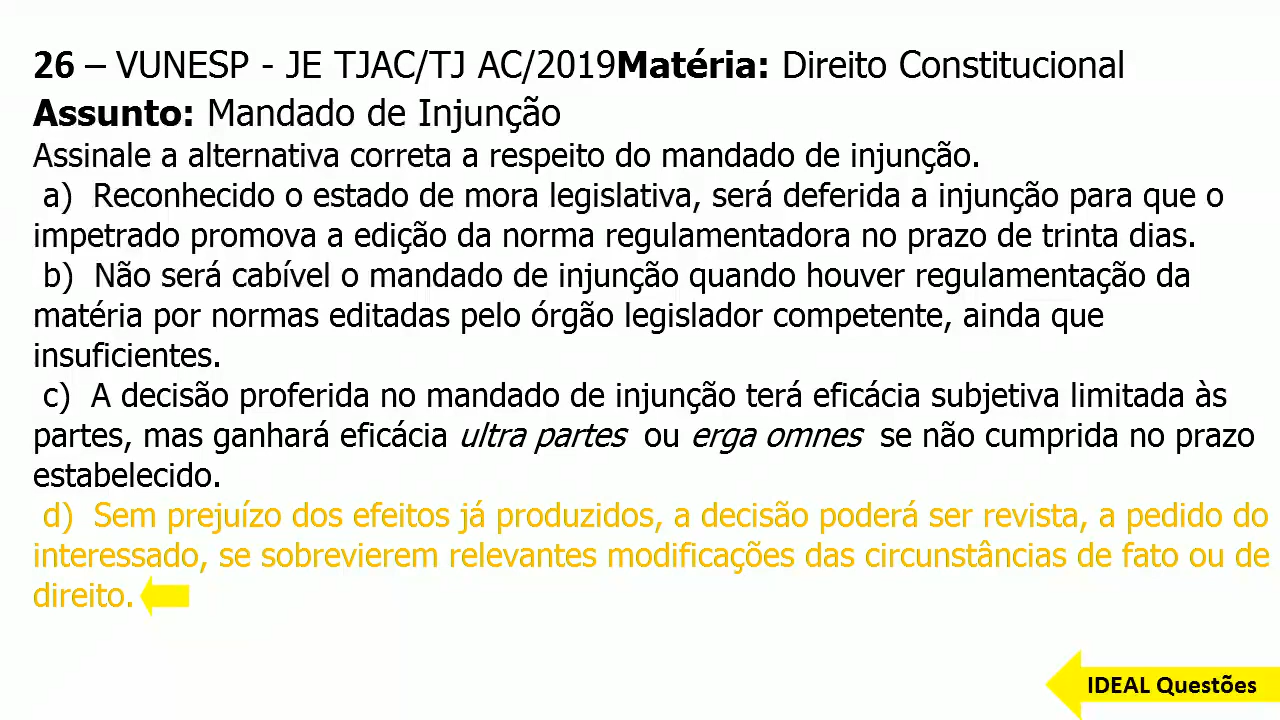 26 – VUNESP - JE TJAC/TJ AC/2019Matéria: Direito Constitucional
Assunto: Mandado de Injunção
Assinale a alternativa correta a respeito do mandado de injunção.
a) Reconhecido o estado de mora legislativa, será deferida a injunção para que o
impetrado promova a edição da norma regulamentadora no prazo de trinta dias.
b) Não será cabível o mandado de injunção quando houver regulamentação da
matéria por normas editadas pelo órgão legislador competente, ainda que
insuficientes.
c) A decisão proferida no mandado de injunção terá eficácia subjetiva limitada às
partes, mas ganhará eficácia ultra partes ou erga omnes se não cumprida no prazo
estabelecido.
d) Sem prejuízo dos efeitos já produzidos, a decisão poderá ser revista, a pedido do
interessado, se sobrevierem relevantes modificações das circunstâncias de fato ou de
direito.
IDEAL Questões